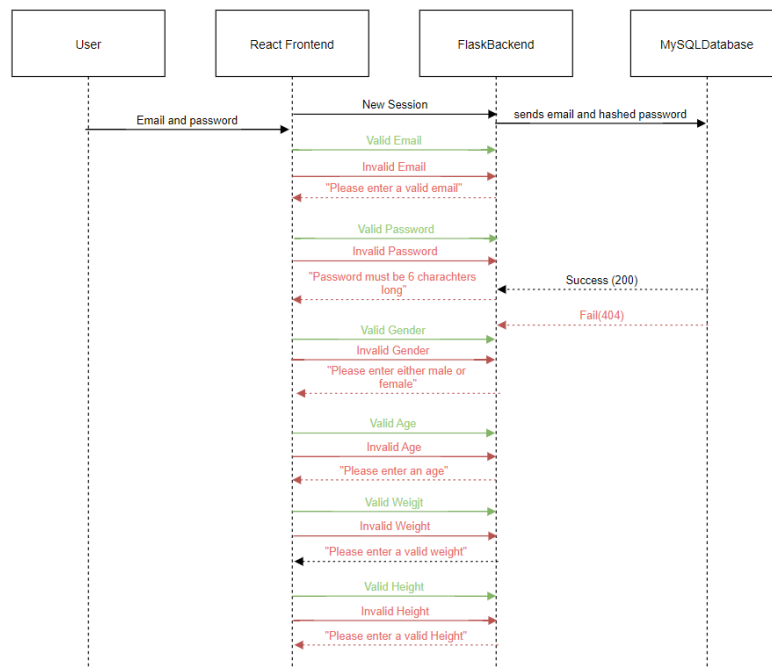 User
React Frontend
FlaskBackend
MySQLDatabase
New Session
sends email and hashed password
Email and password
Valid Email
Invalid Email
"Please enter a valid email"
Valid Password
Invalid Password
"Password must be 6 charachters
long"
Success (200)
Fail(404)
Valid Gender
Invalid Gender
"Please enter either male or
female"
Valid Age
Invalid Age
"Please enter an age"
Valid Weigjt
Invalid Weight
"Please enter a valid weight"
Valid Height
Invalid Height
"Please enter a valid Height"